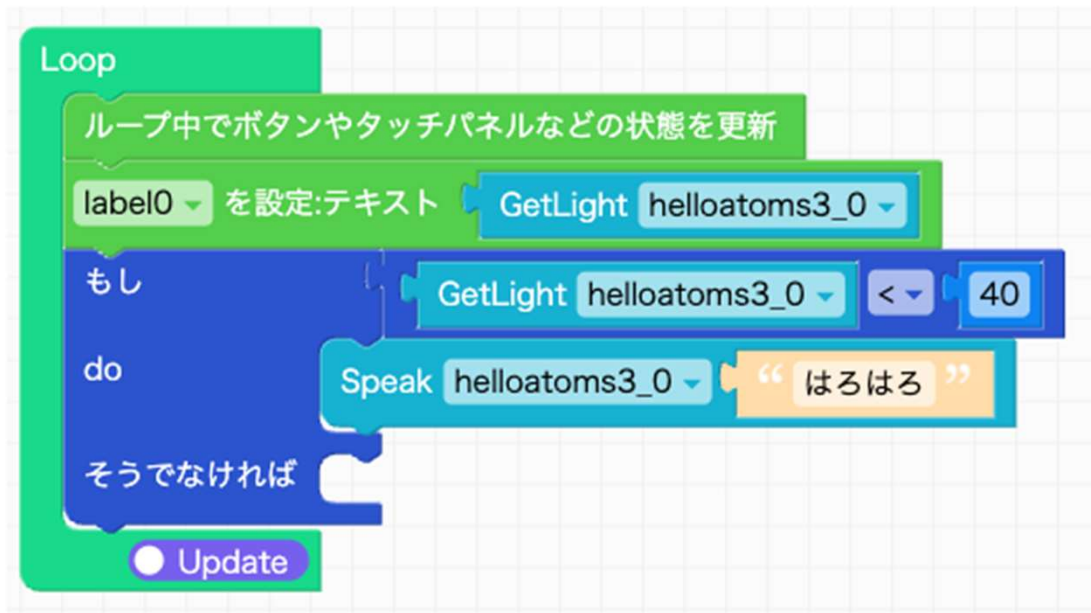 Loop
ループ中でボタンやタッチパネルなどの状態を更新
label0 を設定:テキスト GetLight helloatoms3_0
もし GetLight helloatoms3_0 < 40
do Speak helloatoms3_0 “ はろはろ ”
そうでなければ
Update